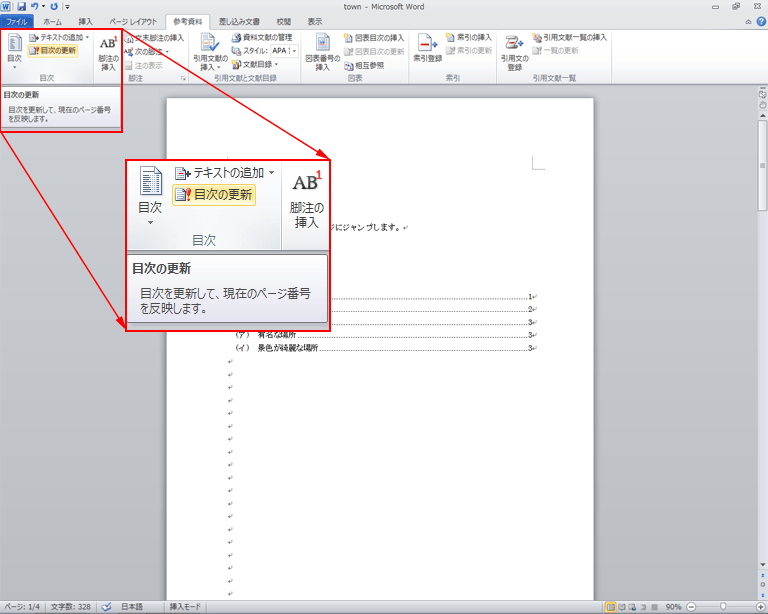 town - Microsoft Word
ファイル ホーム 挿入 ページ レイアウト 参考資料 差し込み文書 校閲 表示
目次
テキストの追加
目次の更新
目次
AB1
脚注の挿入
文末脚注の挿入
次の脚注
注の表示
脚注
引用文献の挿入
資料文献の管理
スタイル: APA
文献目録
引用文献と文献目録
図表番号の挿入
図表目次の挿入
図表目次の更新
相互参照
図表
索引登録
索引の挿入
索引の更新
索引
引用文の登録
引用文献一覧の挿入
一覧の更新
引用文献一覧
目次の更新
目次を更新して、現在のページ番号
を反映します。
目次
テキストの追加
目次の更新
目次
AB1
脚注の
挿入
目次の更新
目次を更新して、現在のページ番号
を反映します。
ジにジャンプします。
1
2
3
(ア) 有名な場所 3
(イ) 景色が綺麗な場所 3
ページ: 1/4 文字数: 328 日本語 挿入モード 90%